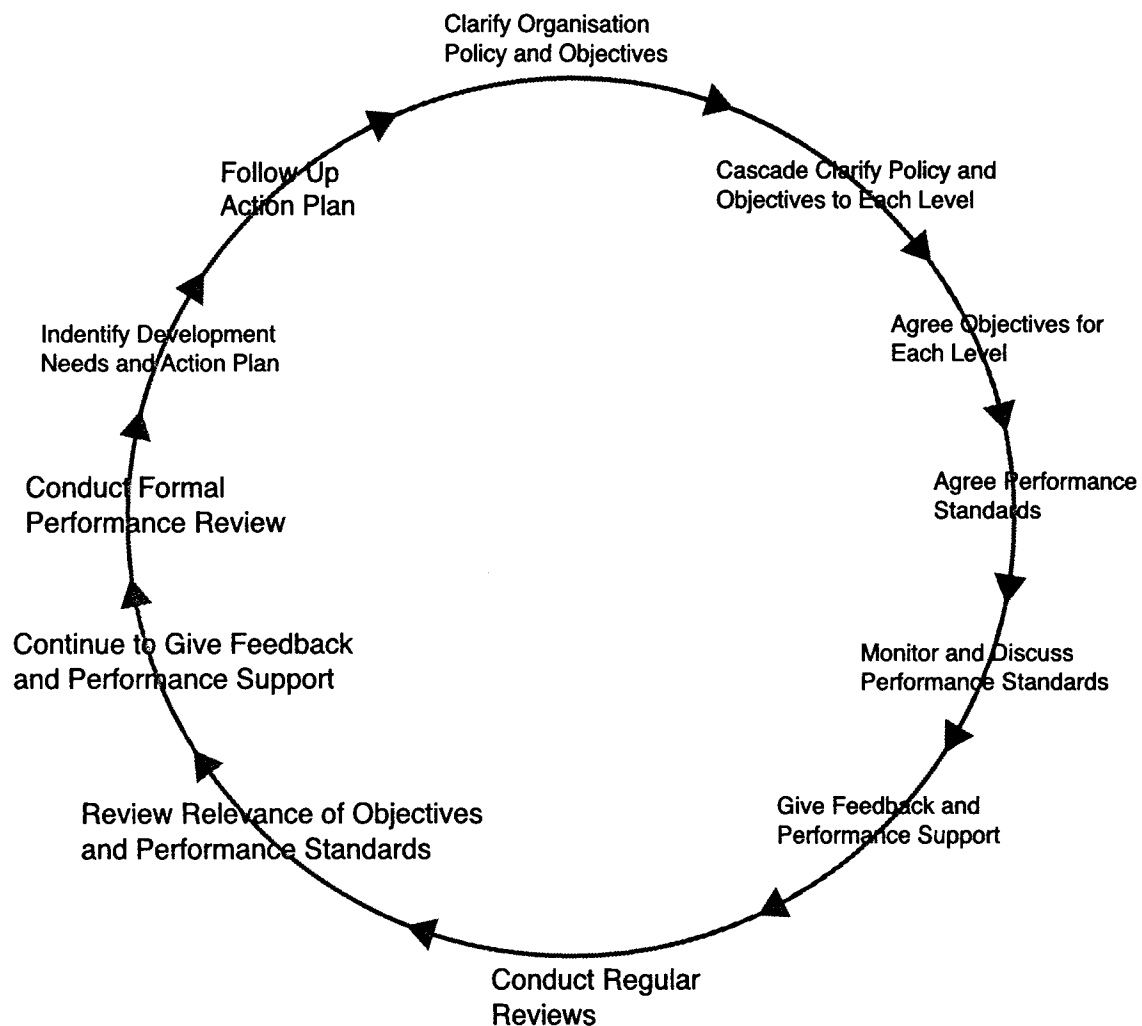 Clarify Organisation
Policy and Objectives
Cascade Clarify Policy and
Objectives to Each Level
Agree Objectives for
Each Level
Agree Performance
Standards
Monitor and Discuss
Performance Standards
Give Feedback and
Performance Support
Conduct Regular
Reviews
Review Relevance of Objectives
and Performance Standards
Continue to Give Feedback
and Performance Support
Conduct Formal
Performance Review
Indentify Development
Needs and Action Plan
Follow Up
Action Plan